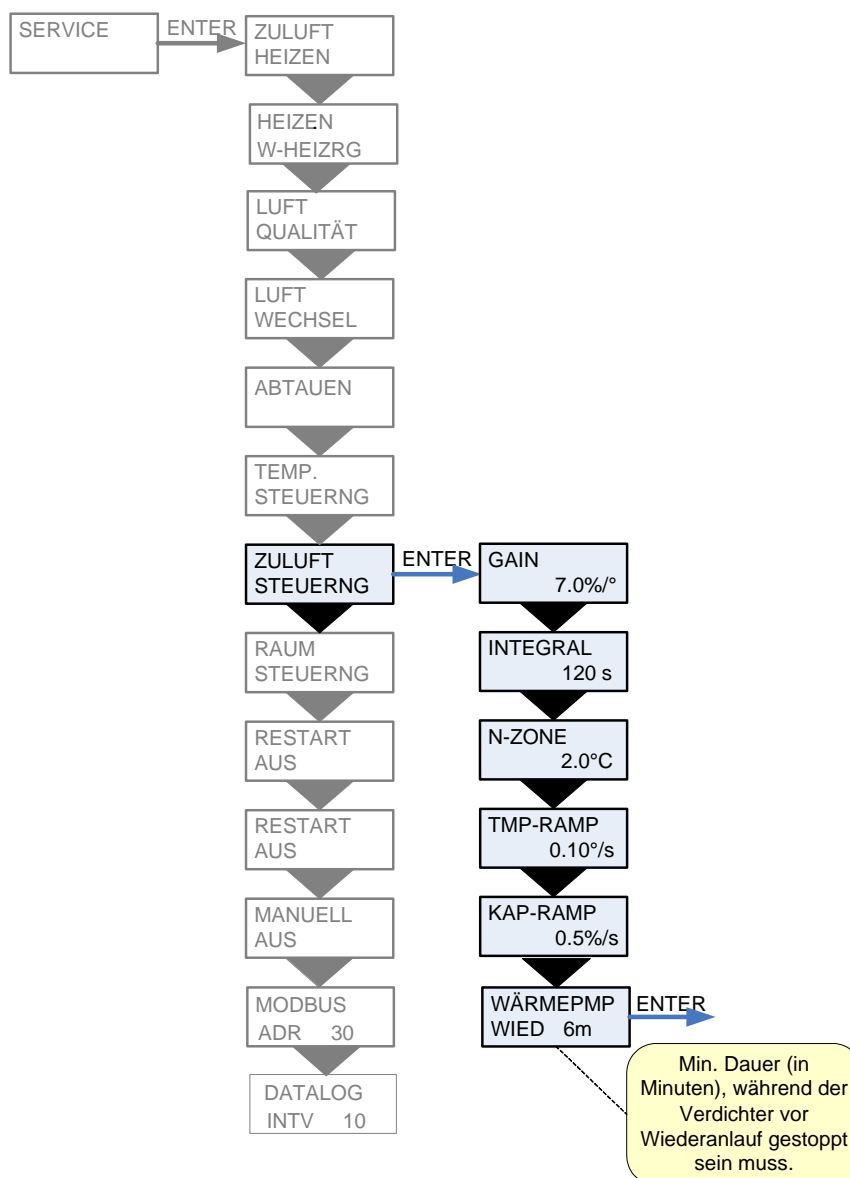 SERVICE
ENTER
ZULUFT
HEIZEN
HEIZEN
W-HEIZRG
LUFT
QUALITÄT
LUFT
WECHSEL
ABTAUEN
TEMP.
STEUERNG
ZULUFT
STEUERNG
ENTER
GAIN
7.0%/°
RAUM
STEUERNG
INTEGRAL
120 s
RESTART
AUS
N-ZONE
2.0°C
RESTART
AUS
TMP-RAMP
0.10°/s
MANUELL
AUS
KAP-RAMP
0.5%/s
MODBUS
ADR 30
WÄRMEPMP
WIED 6m
ENTER
DATALOG
INTV 10
Min. Dauer (in
Minuten), während der
Verdichter vor
Wiederanlauf gestoppt
sein muss.